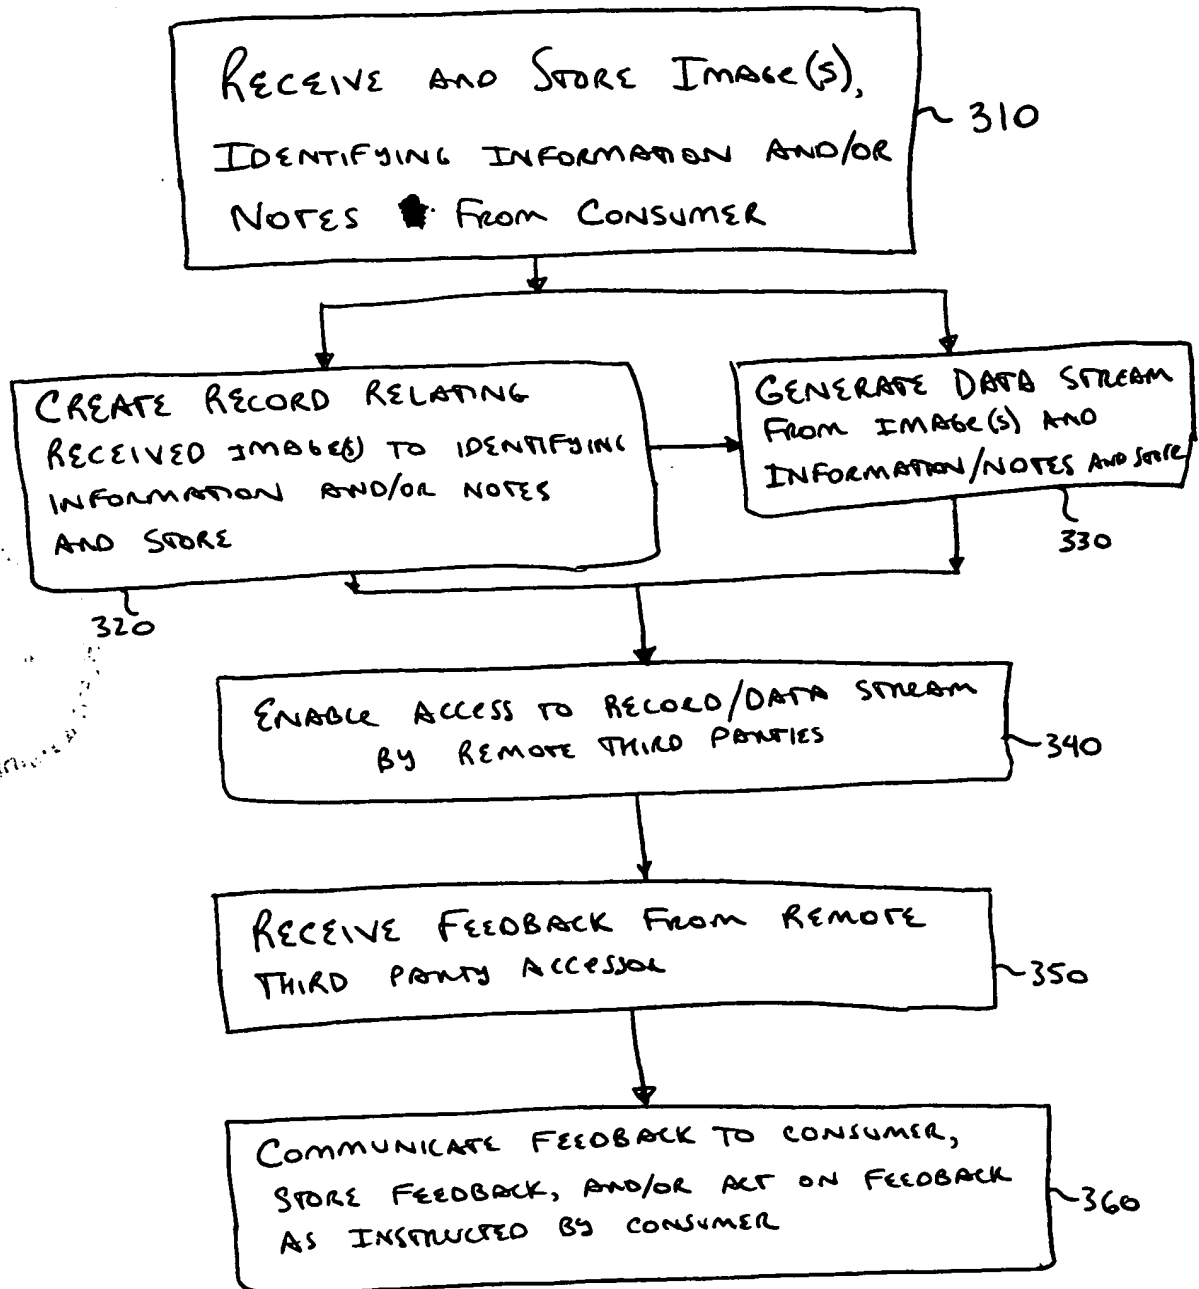 RECEIVE AND STORE IMAGE(S),
IDENTIFYING INFORMATION AND/OR
NOTES FROM CONSUMER
310
CREATE RECORD RELATING
RECEIVED IMAGE(S) TO IDENTIFYING
INFORMATION AND/OR NOTES
AND STORE
320
GENERATE DATA STREAM
FROM IMAGE(S) AND
INFORMATION/NOTES AND STORE
330
ENABLE ACCESS TO RECORD/DATA STREAM
BY REMOTE THIRD PARTIES
340
RECEIVE FEEDBACK FROM REMOTE
THIRD PARTY ACCESSOR
350
COMMUNICATE FEEDBACK TO CONSUMER,
STORE FEEDBACK, AND/OR ACT ON FEEDBACK
AS INSTRUCTED BY CONSUMER
360